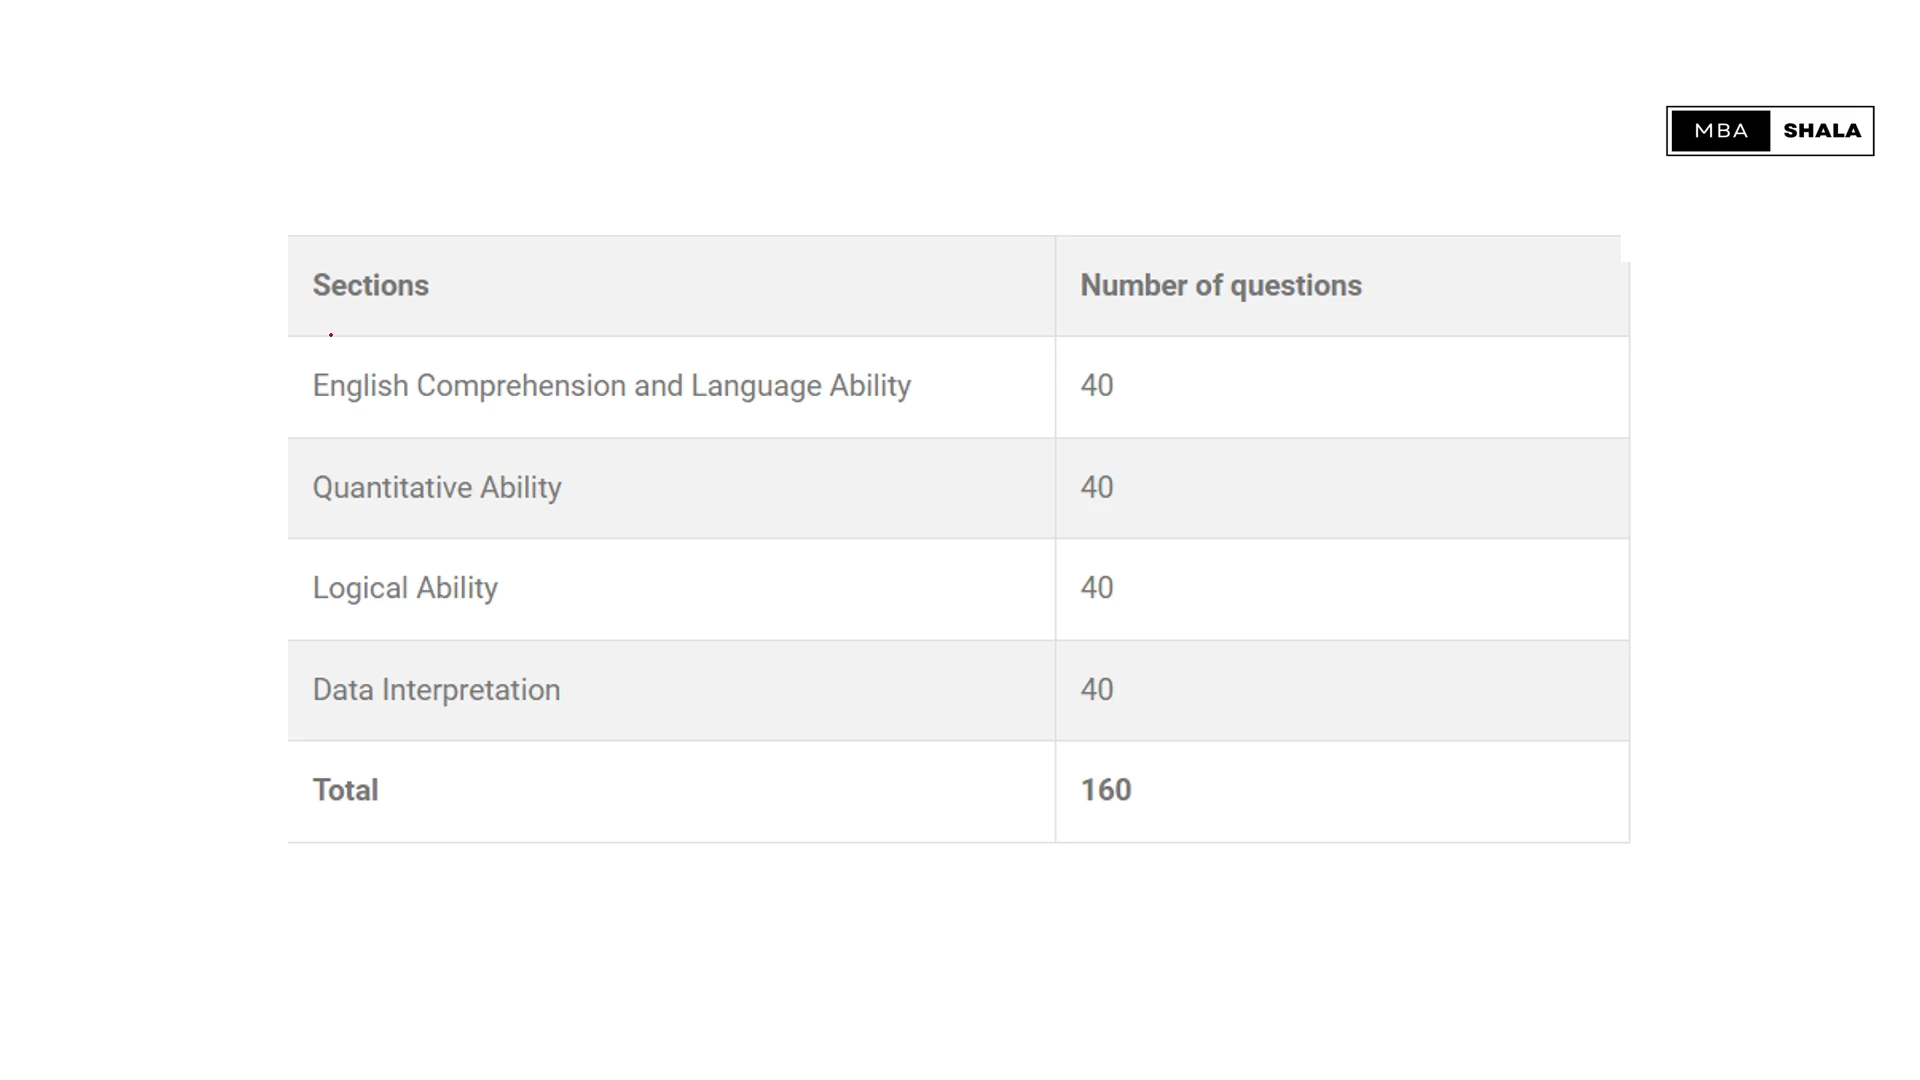 MBA SHALA
Sections Number of questions
English Comprehension and Language Ability 40
Quantitative Ability 40
Logical Ability 40
Data Interpretation 40
Total 160